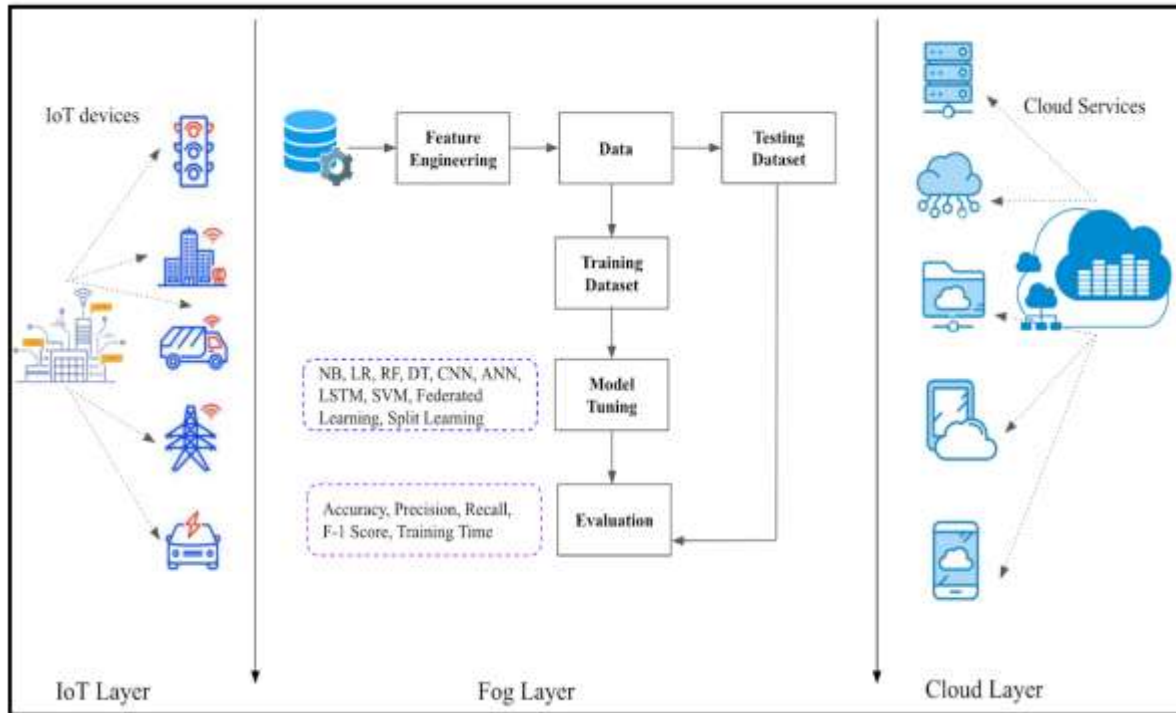 IoT devices
Feature
Engineering
Data
Testing
Dataset
Training
Dataset
NB, LR, RF, DT, CNN, ANN,
LSTM, SVM, Federated
Learning, Split Learning
Model
Tuning
Accuracy, Precision, Recall,
F-1 Score, Training Time
Evaluation
Cloud Services
IoT Layer
Fog Layer
Cloud Layer